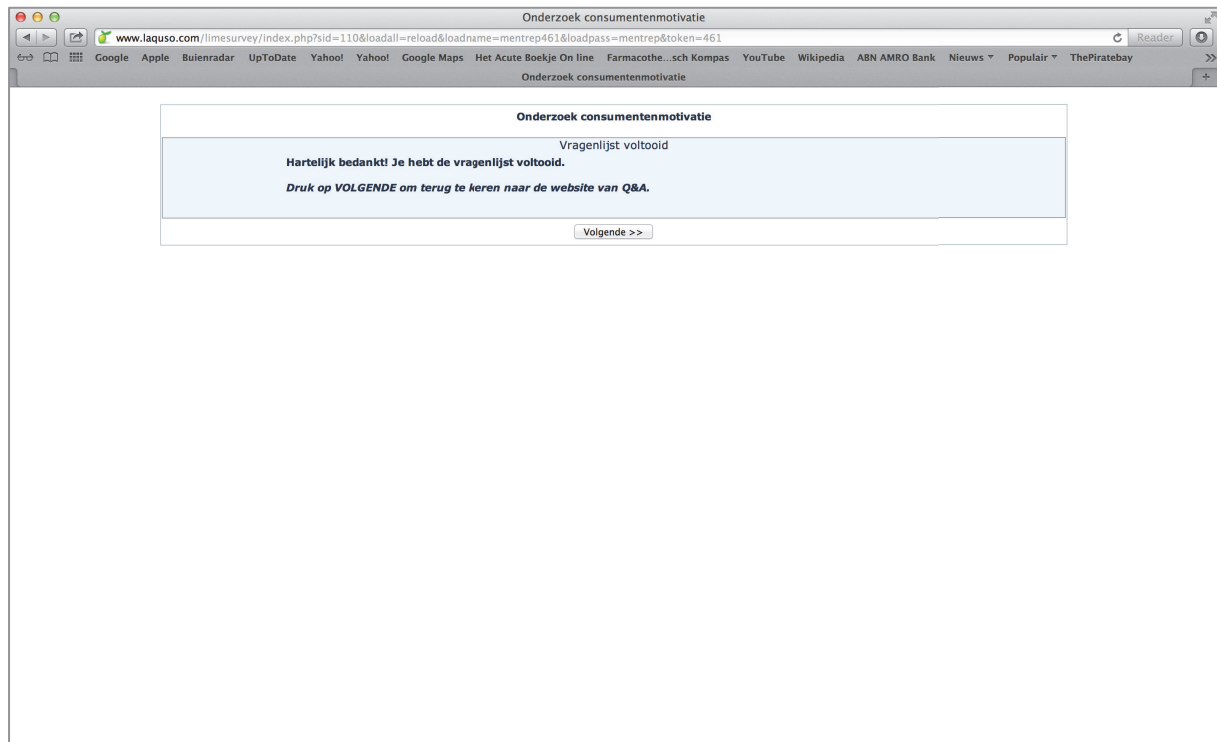 Onderzoek consumentenmotivatie
www.laquso.com/limesurvey/index.php?sid=110&loadall=reload&loadname=mentrep461&loadpass=mentrep&token=461
Reader
Google Apple Buienradar UpToDate Yahoo! Yahoo! Google Maps Het Acute Boekje On line Farmacothe...sch Kompas YouTube Wikipedia ABN AMRO Bank Nieuws Populair ThePiratebay >>
Onderzoek consumentenmotivatie +
Onderzoek consumentenmotivatie
Vragenlijst voltooid
Hartelijk bedankt! Je hebt de vragenlijst voltooid.
Druk op VOLGENDE om terug te keren naar de website van Q&A.
Volgende >>